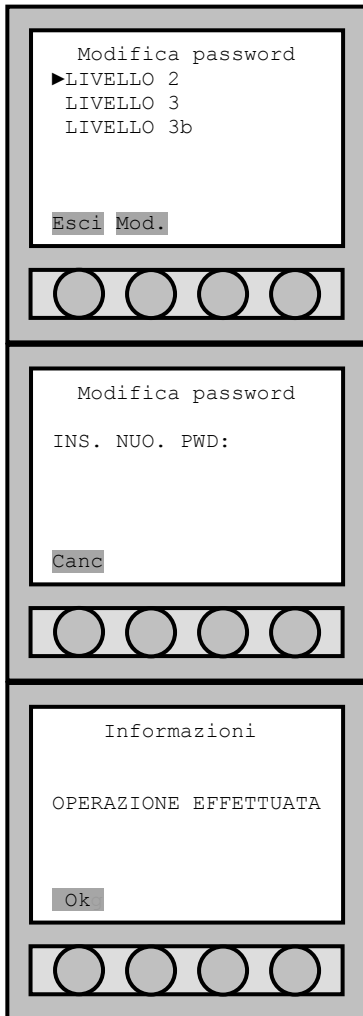 Modifica password
►LIVELLO 2
LIVELLO 3
LIVELLO 3b
Esci Mod.
Modifica password
INS. NUO. PWD:
Canc
Informazioni
OPERAZIONE EFFETTUATA
Ok